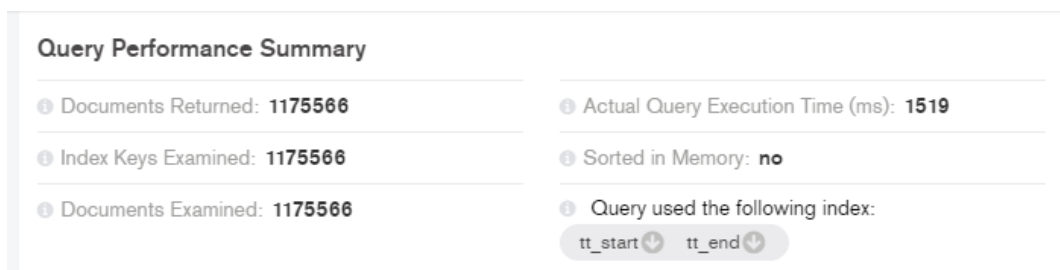 Query Performance Summary
Documents Returned: 1175566
Actual Query Execution Time (ms): 1519
Index Keys Examined: 1175566
Sorted in Memory: no
Documents Examined: 1175566
Query used the following index:
tt_start tt_end